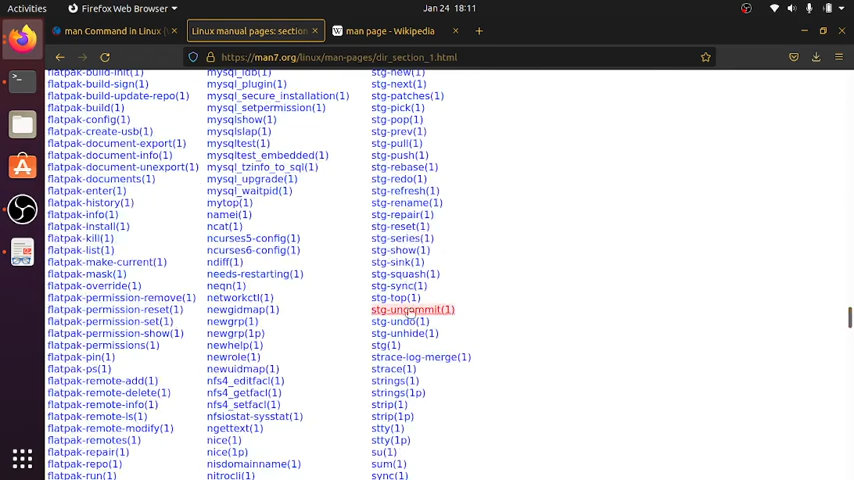 Activities
Firefox Web Browser
Jan 24 18:11
man Command in Linux (
Linux manual pages: section
man page - Wikipedia
https://man7.org/linux/man-pages/dir_section_1.html
flatpak-build-init(1)
flatpak-build-sign(1)
flatpak-build-update-repo(1)
flatpak-build(1)
flatpak-config(1)
flatpak-create-usb(1)
flatpak-document-export(1)
flatpak-document-info(1)
flatpak-document-unexport(1)
flatpak-documents(1)
flatpak-enter(1)
flatpak-history(1)
flatpak-info(1)
flatpak-install(1)
flatpak-kill(1)
flatpak-list(1)
flatpak-make-current(1)
flatpak-mask(1)
flatpak-override(1)
flatpak-permission-remove(1)
flatpak-permission-reset(1)
flatpak-permission-set(1)
flatpak-permission-show(1)
flatpak-permissions(1)
flatpak-pin(1)
flatpak-ps(1)
flatpak-remote-add(1)
flatpak-remote-delete(1)
flatpak-remote-info(1)
flatpak-remote-ls(1)
flatpak-remote-modify(1)
flatpak-remotes(1)
flatpak-repair(1)
flatpak-repo(1)
flatpak-run(1)
mysql_ldb(1)
mysql_plugin(1)
mysql_secure_installation(1)
mysql_setpermission(1)
mysqlshow(1)
mysqlslap(1)
mysqltest(1)
mysqltest_embedded(1)
mysql_tzinfo_to_sql(1)
mysql_upgrade(1)
mysql_waitpid(1)
mytop(1)
namei(1)
ncat(1)
ncurses5-config(1)
ncurses6-config(1)
ndiff(1)
needs-restarting(1)
neqn(1)
networkctl(1)
newgidmap(1)
newgrp(1)
newgrp(1p)
newhelp(1)
newrole(1)
newuidmap(1)
nfs4_editfacl(1)
nfs4_getfacl(1)
nfs4_setfacl(1)
nfsiostat-sysstat(1)
ngettext(1)
nice(1)
nice(1p)
nisdomainname(1)
nitrocli(1)
stg-new(1)
stg-next(1)
stg-patches(1)
stg-pick(1)
stg-pop(1)
stg-prev(1)
stg-pull(1)
stg-push(1)
stg-rebase(1)
stg-redo(1)
stg-refresh(1)
stg-rename(1)
stg-repair(1)
stg-reset(1)
stg-series(1)
stg-show(1)
stg-sink(1)
stg-squash(1)
stg-sync(1)
stg-top(1)
stg-uncommit(1)
stg-undo(1)
stg-unhide(1)
stg(1)
strace-log-merge(1)
strace(1)
strings(1)
strings(1p)
strip(1)
strip(1p)
stty(1)
stty(1p)
su(1)
sum(1)
sync(1)